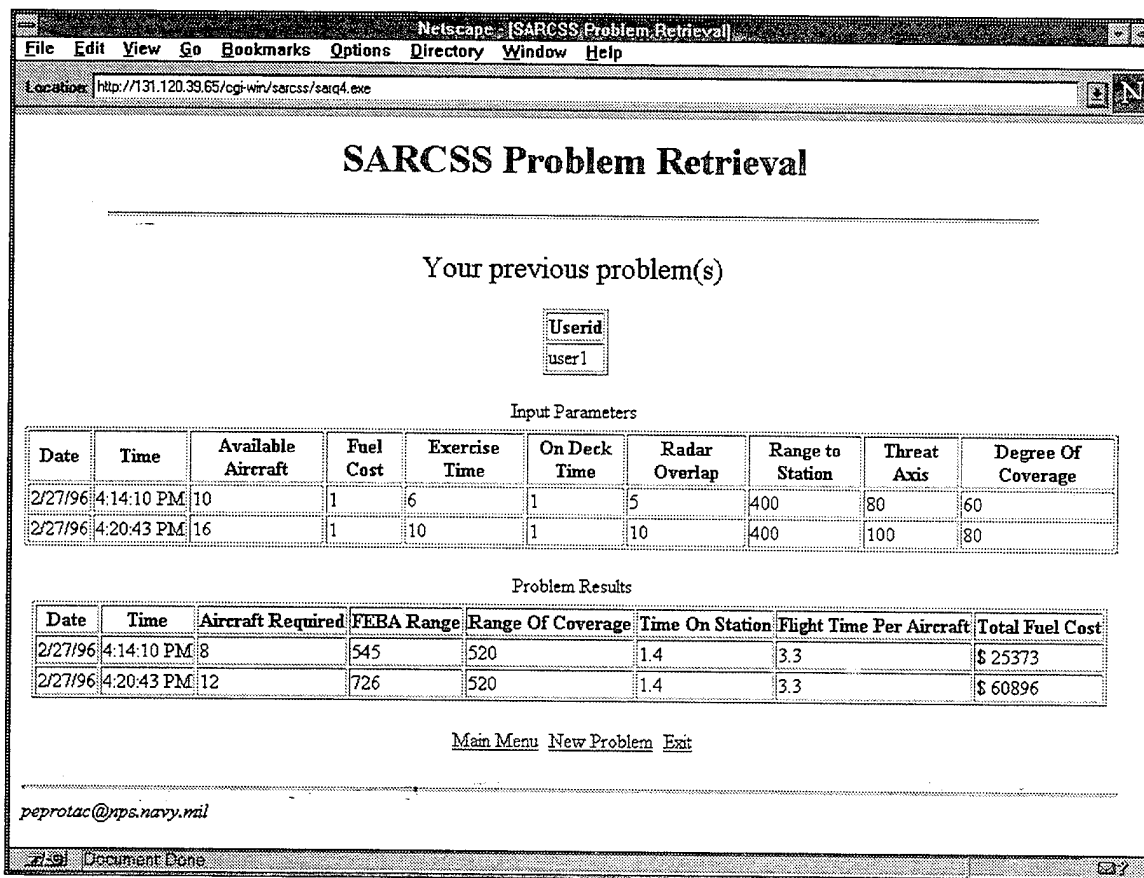 Netscape - [SARCSS Problem Retrieval]
File Edit View Go Bookmarks Options Directory Window Help
Location: http://131.120.39.65/cgi-win/sarcss/sarq4.exe
N
SARCSS Problem Retrieval
Your previous problem(s)
Userid
user1
Input Parameters
Date Time Available Aircraft Fuel Cost Exercise Time On Deck Time Radar Overlap Range to Station Threat Axis Degree Of Coverage
2/27/96 4:14:10 PM 10 1 6 1 5 400 80 60
2/27/96 4:20:43 PM 16 1 10 1 10 400 100 80
Problem Results
Date Time Aircraft Required FEBA Range Range Of Coverage Time On Station Flight Time Per Aircraft Total Fuel Cost
2/27/96 4:14:10 PM 8 545 520 1.4 3.3 $ 25373
2/27/96 4:20:43 PM 12 726 520 1.4 3.3 $ 60896
Main Menu New Problem Exit
peprotac@nps.navy.mil
Document Done